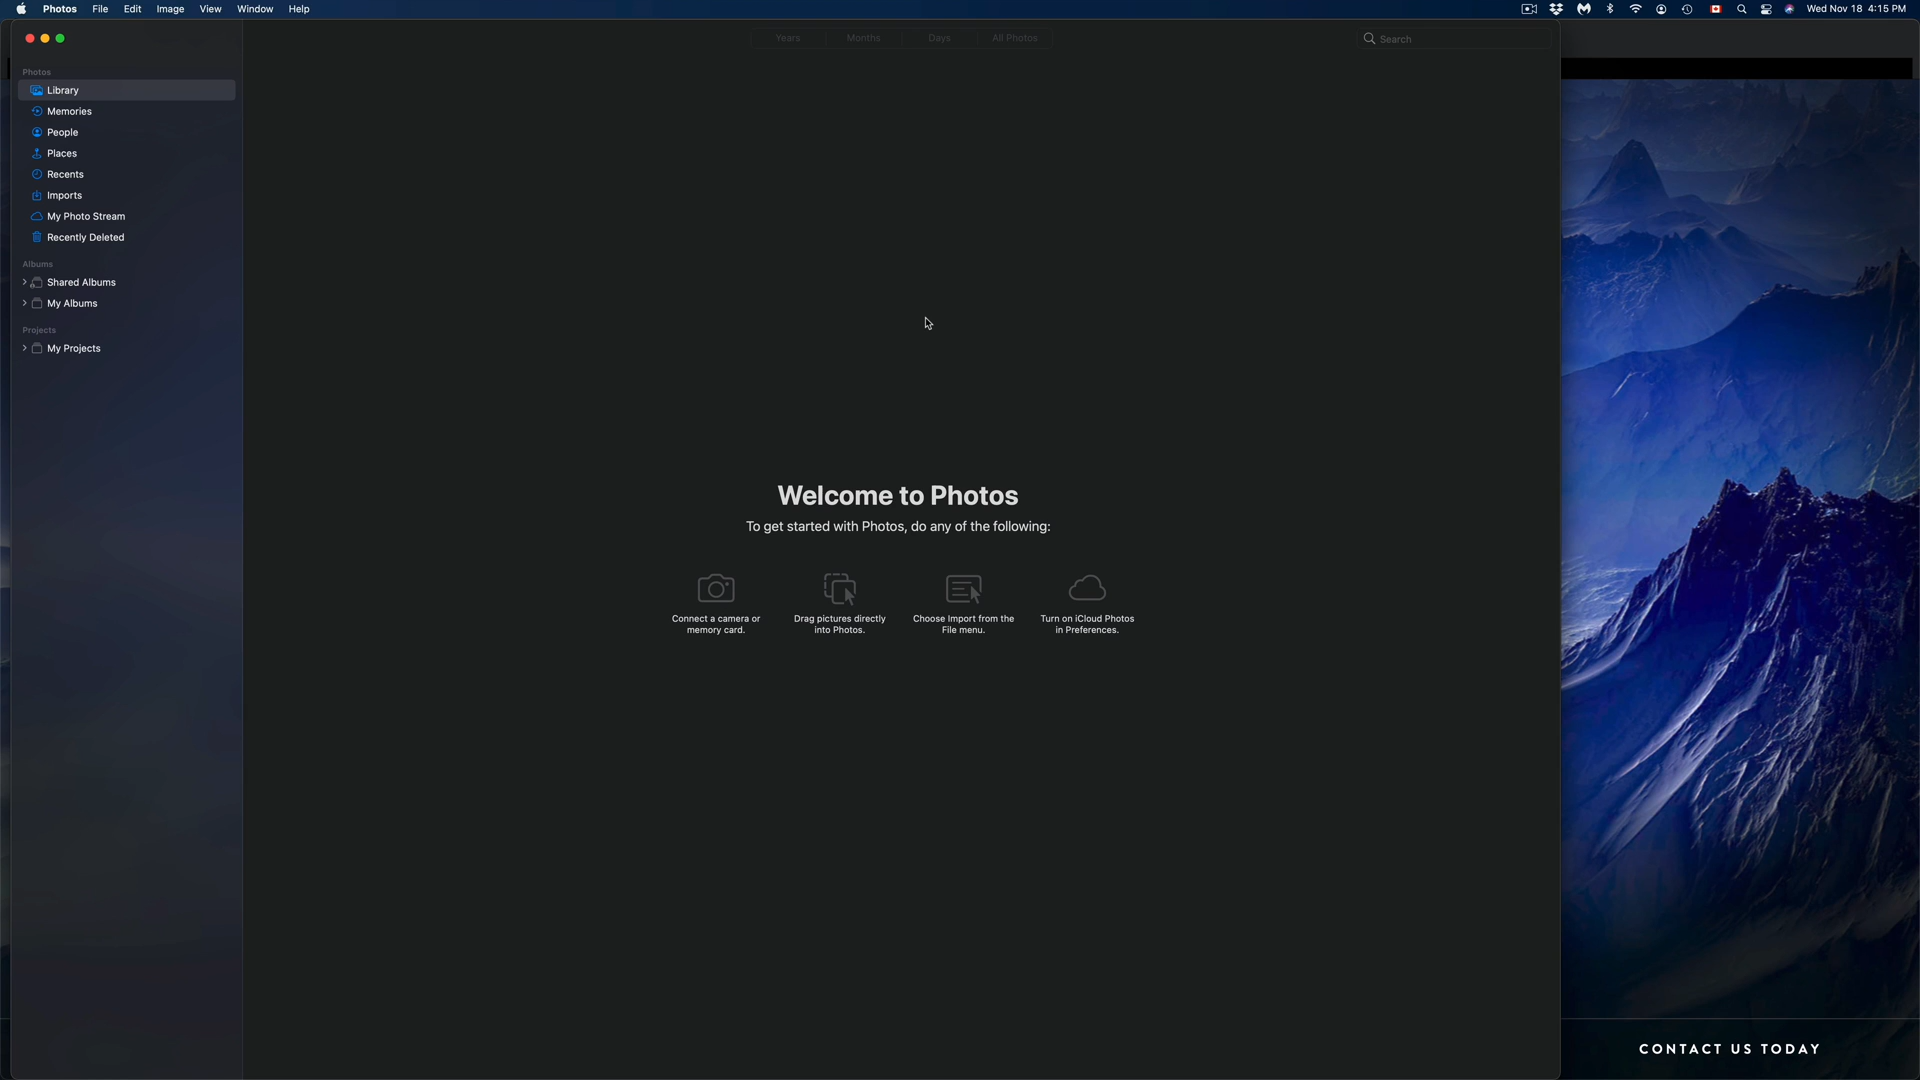 Photos File Edit Image View Window Help
Wed Nov 18 4:15 PM
Years Months Days All Photos
Search
Photos
Library
Memories
People
Places
Recents
Imports
My Photo Stream
Recently Deleted
Albums
Shared Albums
My Albums
Projects
My Projects
Welcome to Photos
To get started with Photos, do any of the following:
Connect a camera or
memory card.
Drag pictures directly
into Photos.
Choose Import from the
File menu.
Turn on iCloud Photos
in Preferences.
CONTACT US TODAY